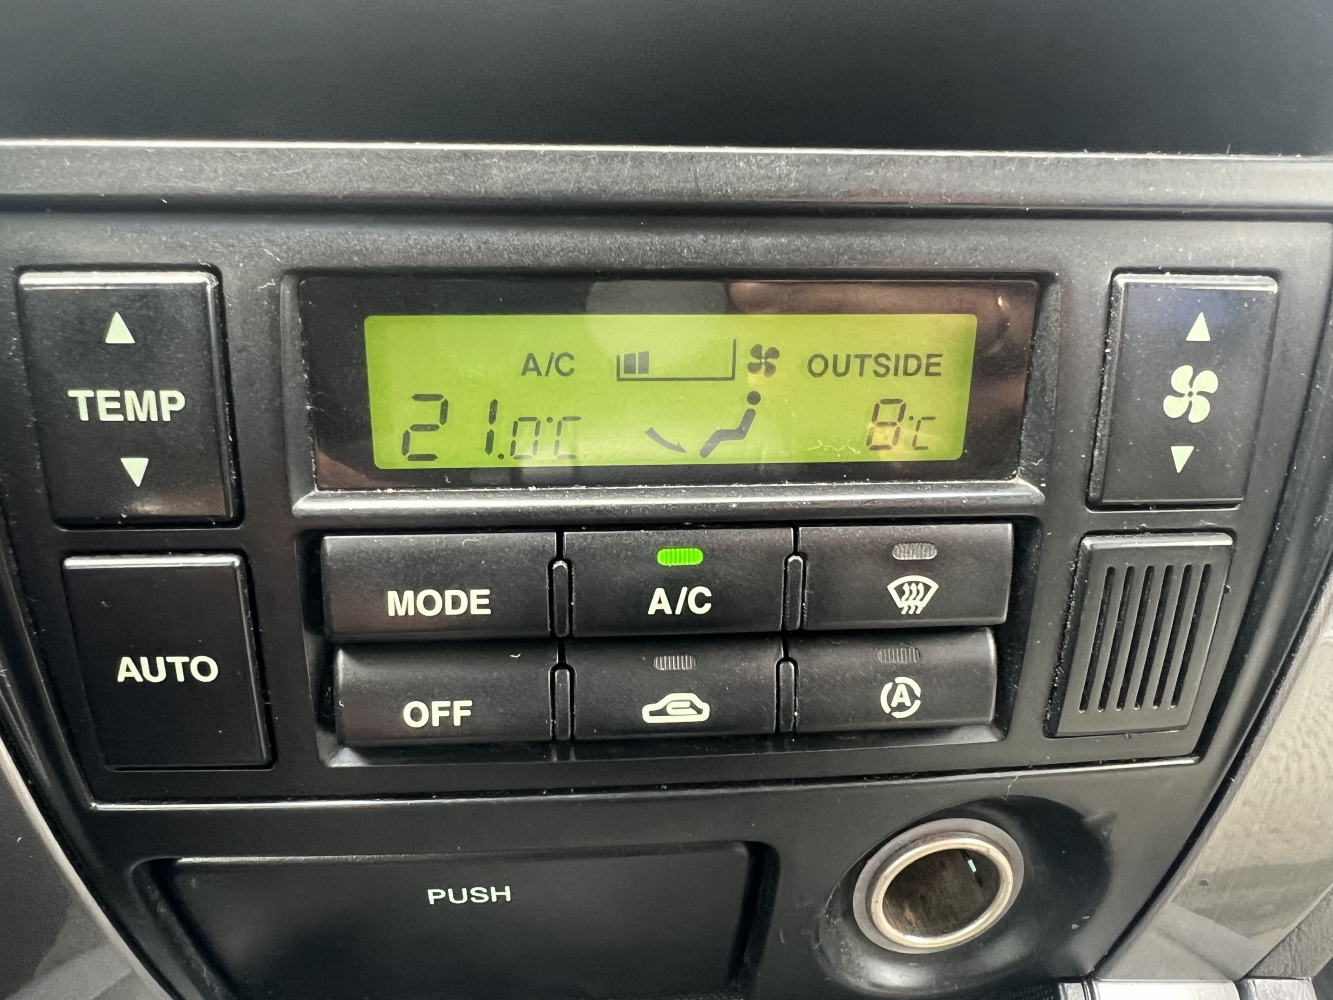 A/C OUTSIDE
21.0°C 8°C
TEMP
MODE
A/C
AUTO
OFF
A
PUSH